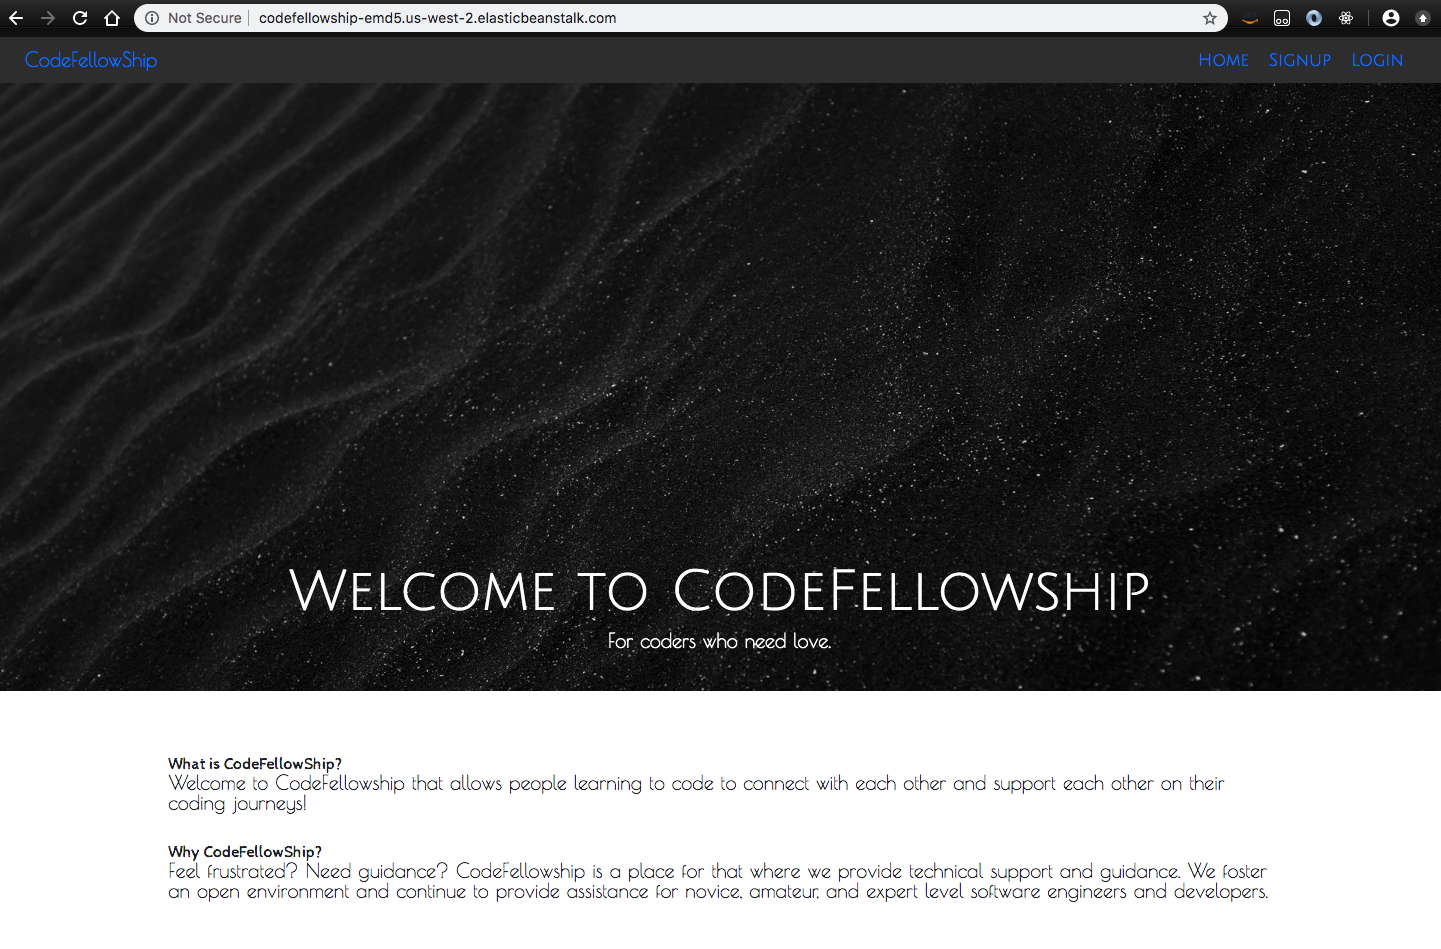 Not Secure codefellowship-emd5.us-west-2.elasticbeanstalk.com
CodeFellowShip Home Signup Login
Welcome to CodeFellowship
For coders who need love.
What is CodeFellowShip?
Welcome to CodeFellowship that allows people learning to code to connect with each other and support each other on their
coding journeys!
Why CodeFellowShip?
Feel frustrated? Need guidance? CodeFellowship is a place for that where we provide technical support and guidance. We foster
an open environment and continue to provide assistance for novice, amateur, and expert level software engineers and developers.